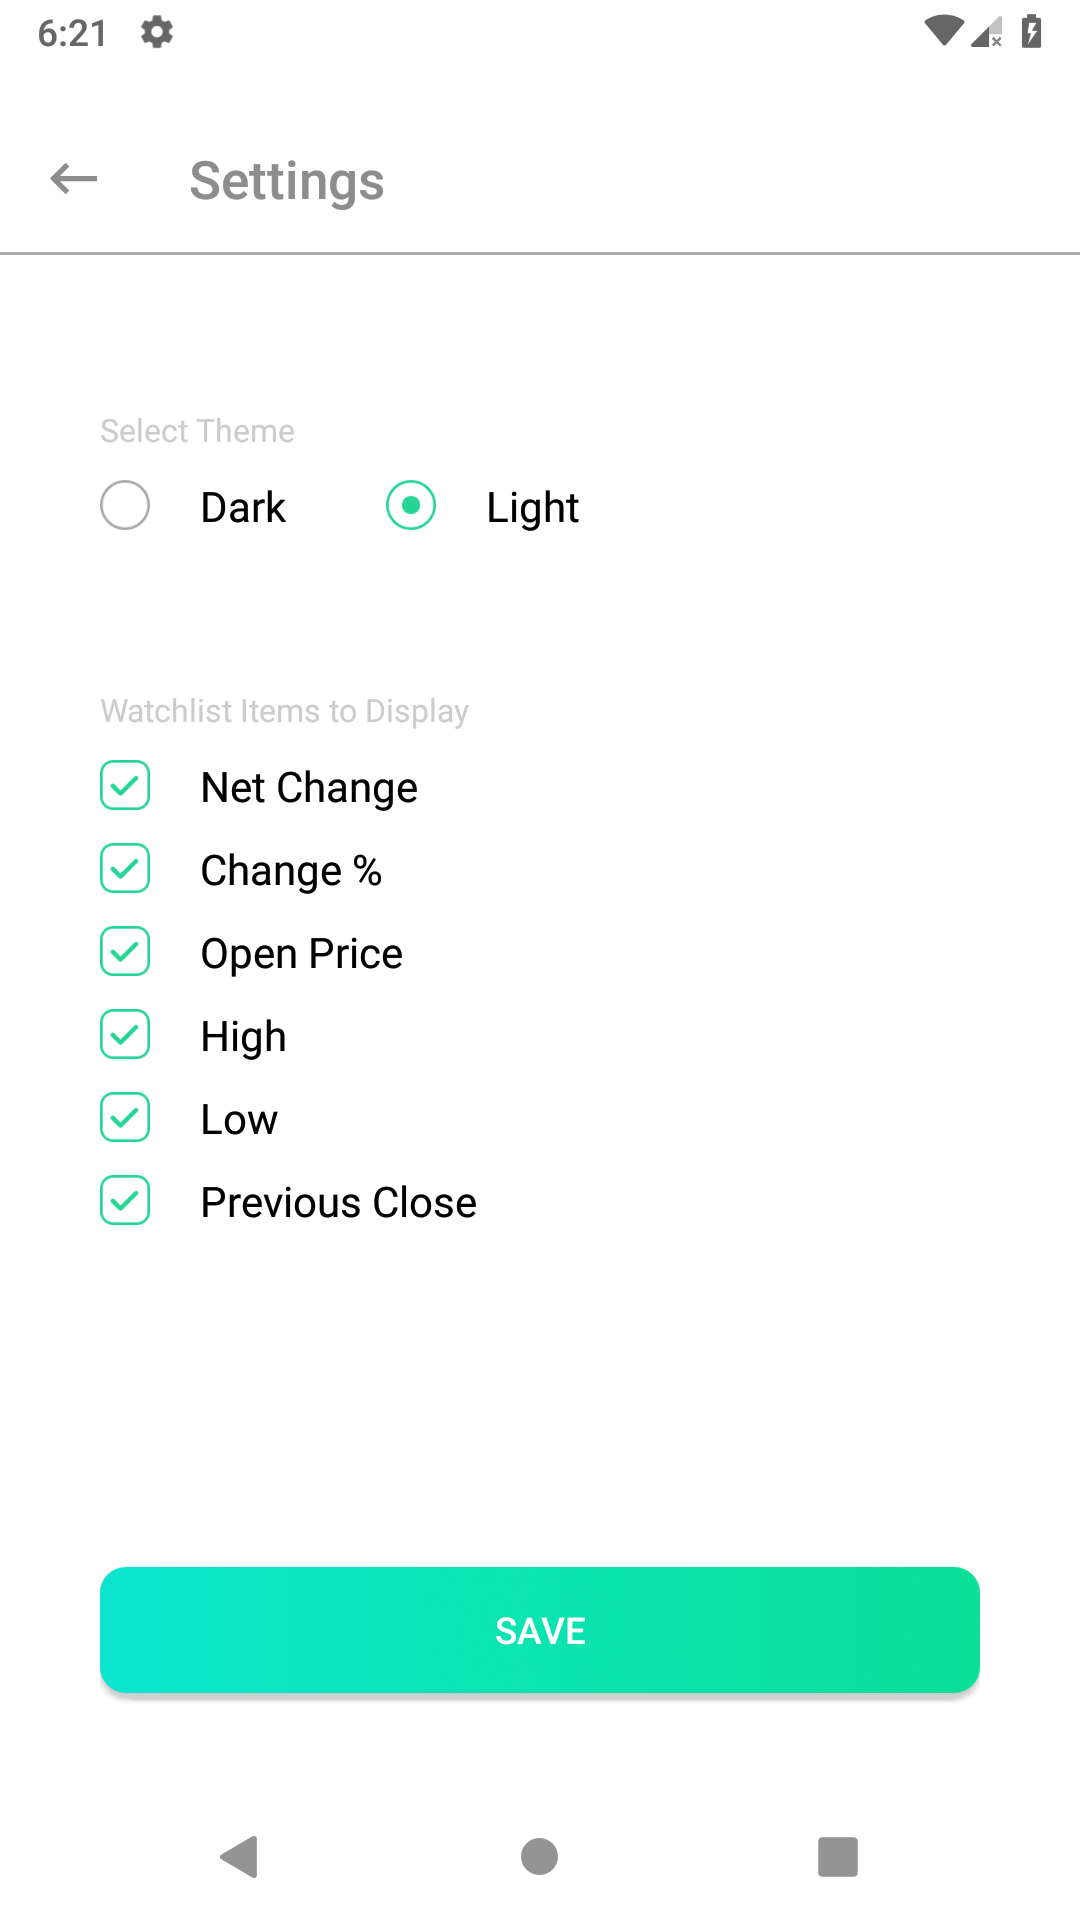 6:21
Settings
Select Theme
Dark Light
Watchlist Items to Display
Net Change
Change %
Open Price
High
Low
Previous Close
SAVE